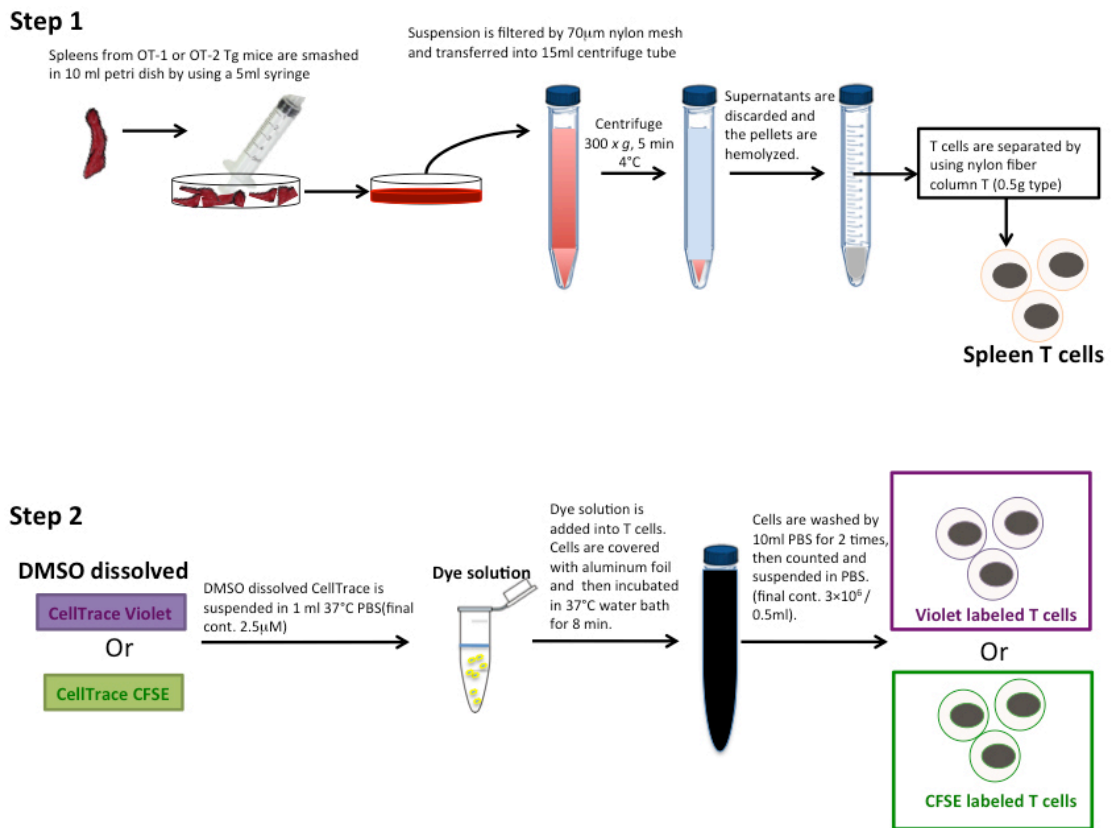 Step 1
Spleens from OT-1 or OT-2 Tg mice are smashed
in 10 ml petri dish by using a 5ml syringe
Suspension is filtered by 70μm nylon mesh
and transferred into 15ml centrifuge tube
Centrifuge
300 x g, 5 min
4°C
Supernatants are
discarded and
the pellets are
hemolyzed.
T cells are separated by
using nylon fiber
column T (0.5g type)
Spleen T cells
Step 2
DMSO dissolved
CellTrace Violet
Or
CellTrace CFSE
DMSO dissolved CellTrace is
suspended in 1 ml 37°C PBS(final
cont. 2.5μM)
Dye solution
Dye solution is
added into T cells.
Cells are covered
with aluminum foil
and then incubated
in 37°C water bath
for 8 min.
Cells are washed by
10ml PBS for 2 times,
then counted and
suspended in PBS.
(final cont. 3×10⁶ /
0.5ml).
Violet labeled T cells
Or
CFSE labeled T cells